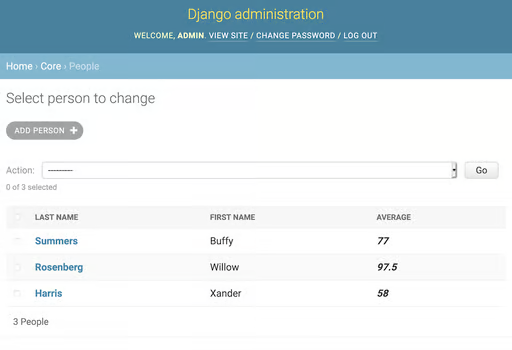 Django administration
WELCOME, ADMIN. VIEW SITE / CHANGE PASSWORD / LOG OUT
Home › Core › People
Select person to change
ADD PERSON +
Action: --------- Go
0 of 3 selected
LAST NAME FIRST NAME AVERAGE
Summers Buffy 77
Rosenberg Willow 97.5
Harris Xander 58
3 People